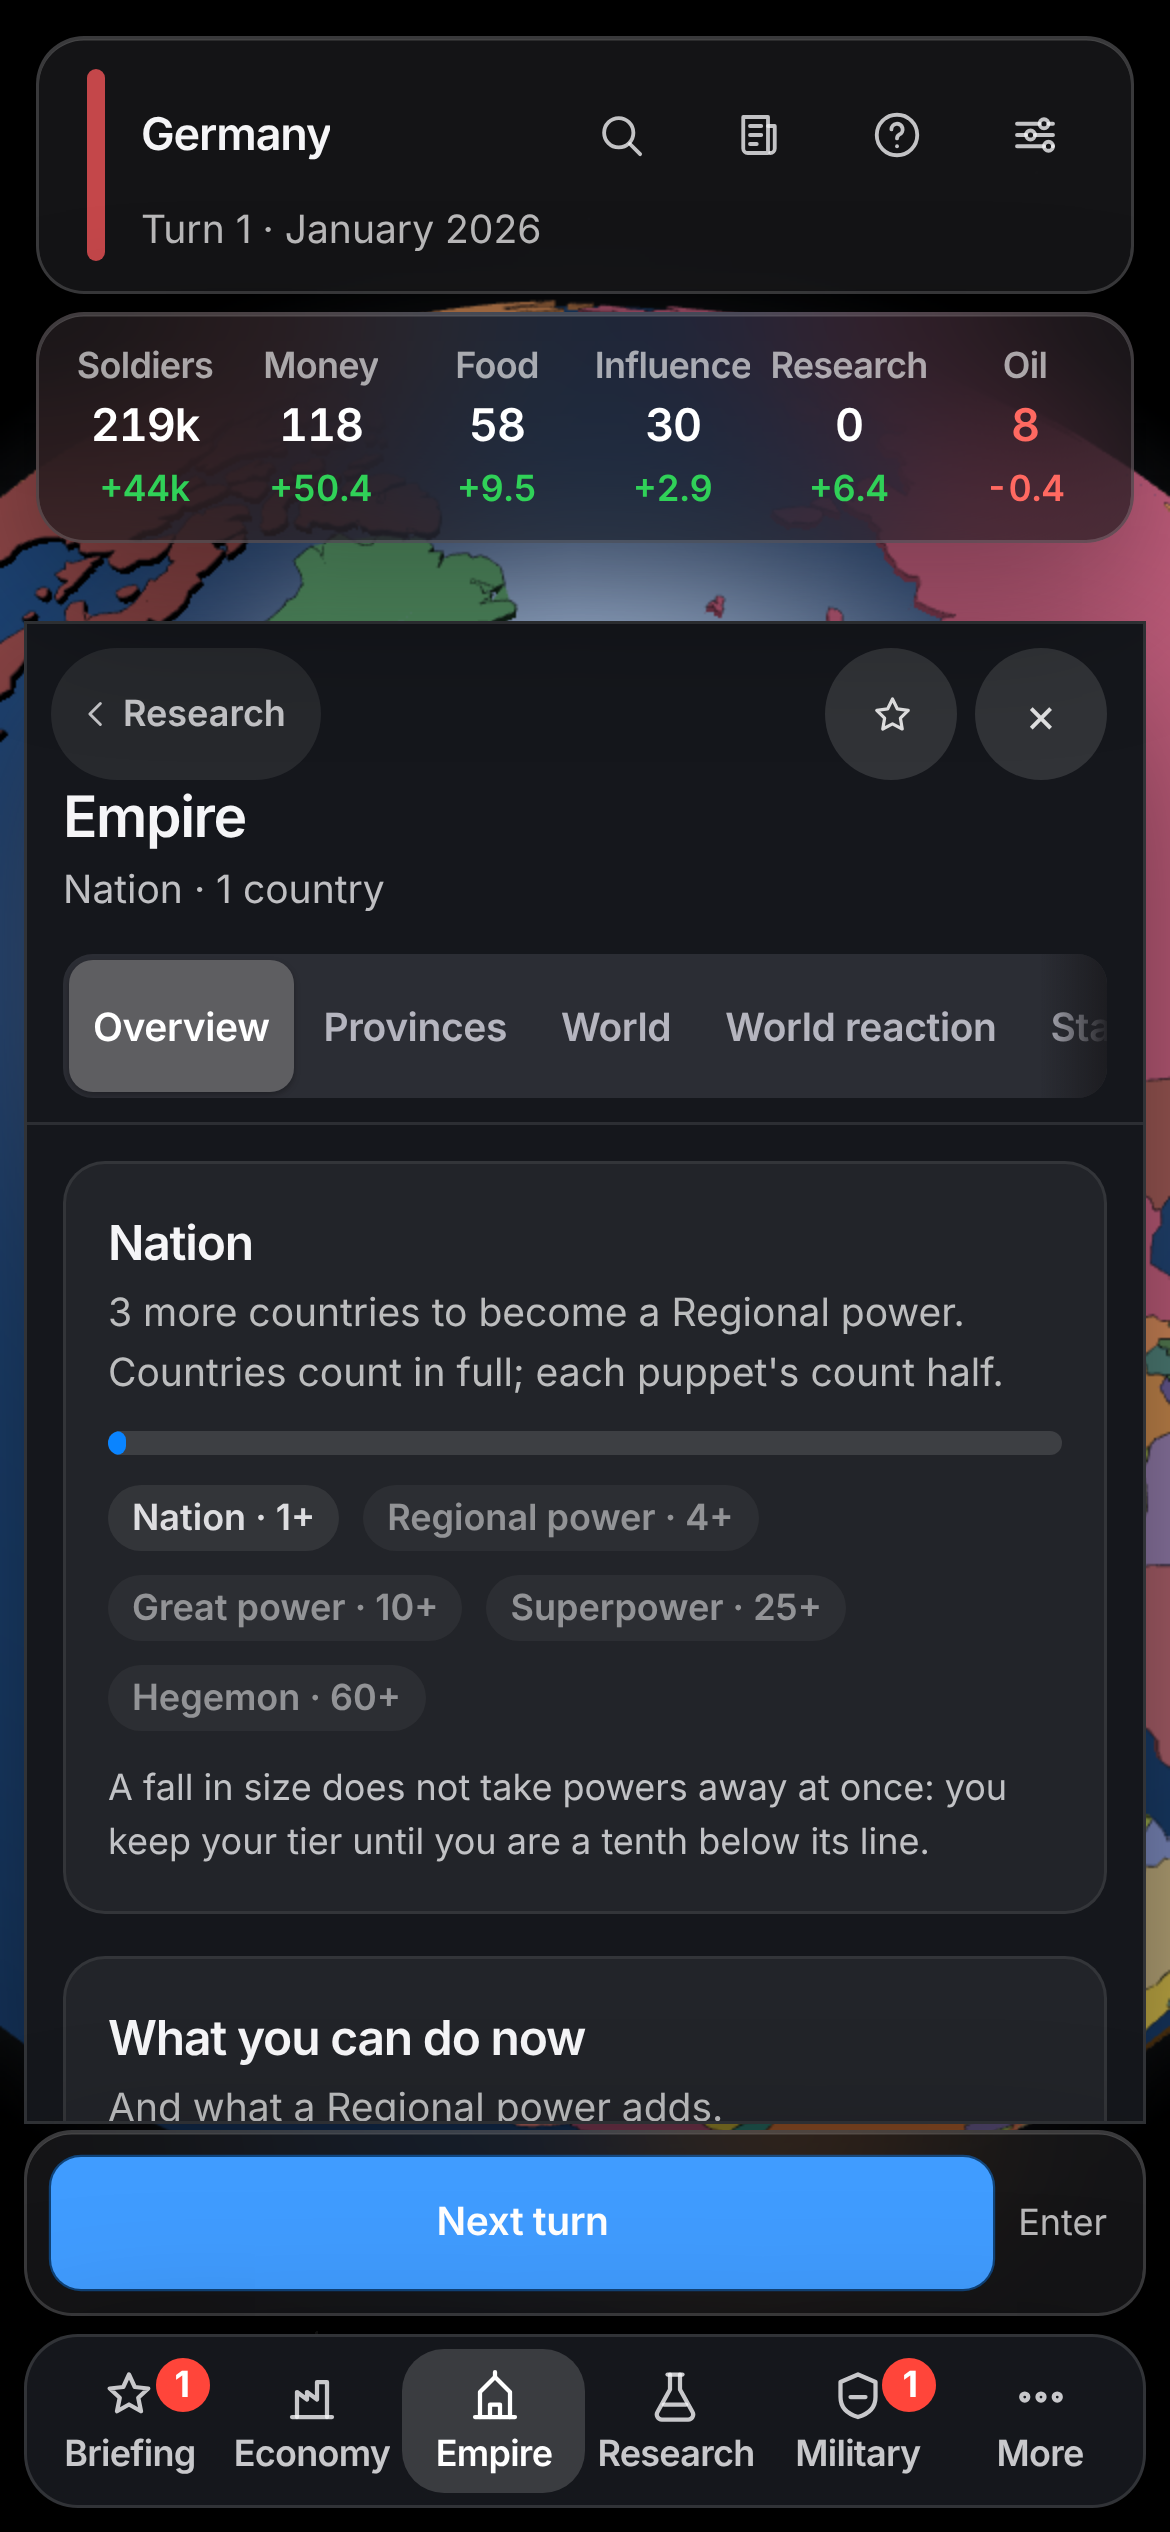 Germany
Turn 1 · January 2026
Soldiers Money Food Influence Research Oil
219k 118 58 30 0 8
+44k +50.4 +9.5 +2.9 +6.4 -0.4
Research
Empire
Nation · 1 country
Overview Provinces World World reaction Sta
Nation
3 more countries to become a Regional power.
Countries count in full; each puppet's count half.
Nation · 1+ Regional power · 4+
Great power · 10+ Superpower · 25+
Hegemon · 60+
A fall in size does not take powers away at once: you
keep your tier until you are a tenth below its line.
What you can do now
And what a Regional power adds.
Next turn Enter
1 1
Briefing Economy Empire Research Military More